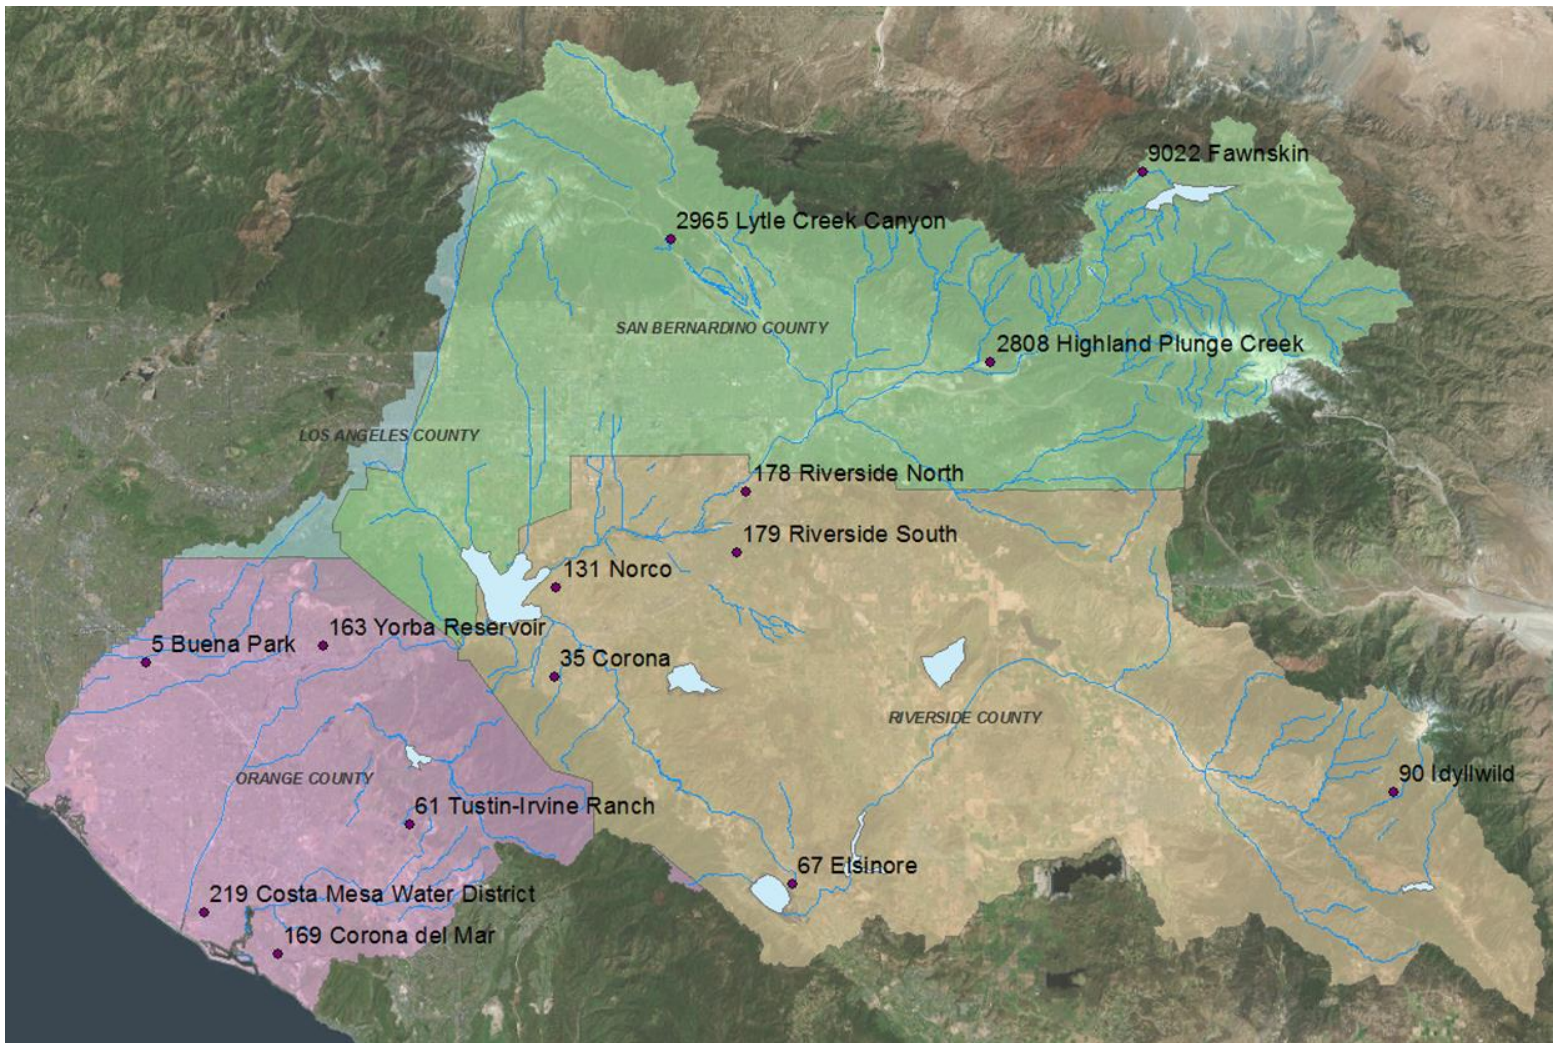 9022 Fawnskin
2965 Lytle Creek Canyon
SAN BERNARDINO COUNTY
2808 Highland Plunge Creek
LOS ANGELES COUNTY
178 Riverside North
179 Riverside South
131 Norco
163 Yorba Reservoir
5 Buena Park
35 Corona
RIVERSIDE COUNTY
ORANGE COUNTY
90 Idyllwild
61 Tustin-Irvine Ranch
67 Elsinore
219 Costa Mesa Water District
169 Corona del Mar